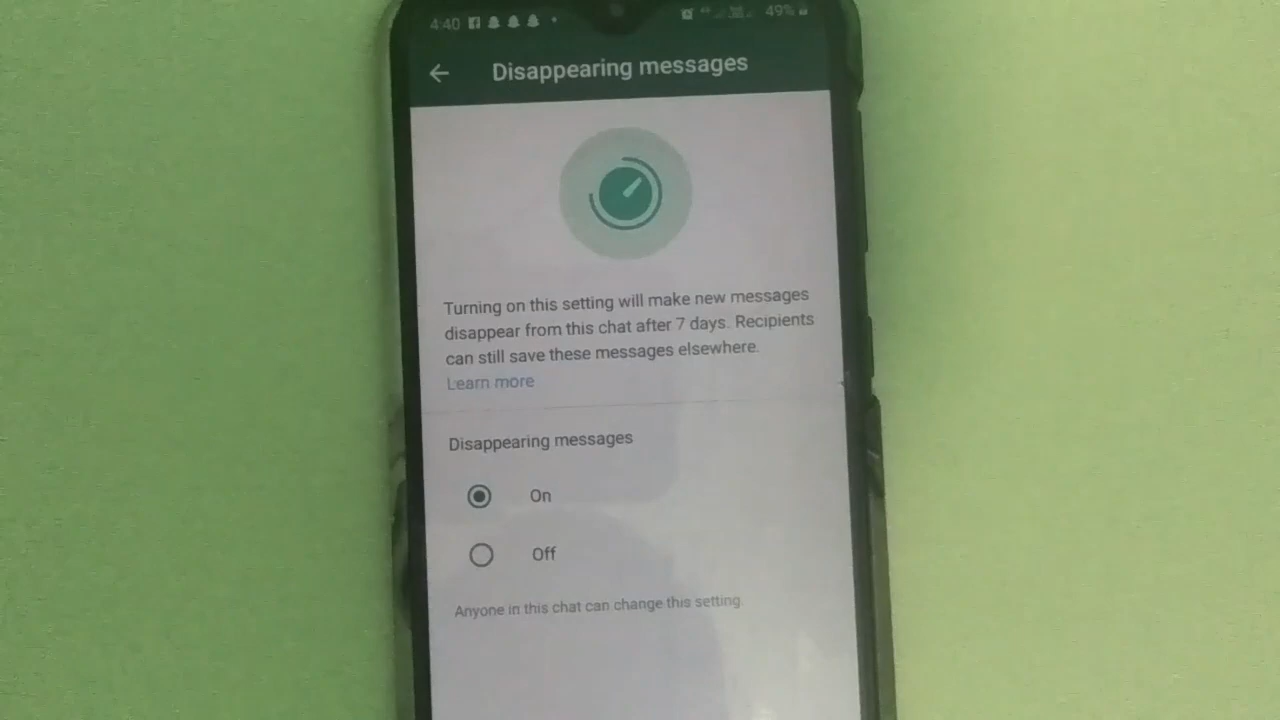 4:40 49%
Disappearing messages
Turning on this setting will make new messages
disappear from this chat after 7 days. Recipients
can still save these messages elsewhere.
Learn more
Disappearing messages
On
Off
Anyone in this chat can change this setting.